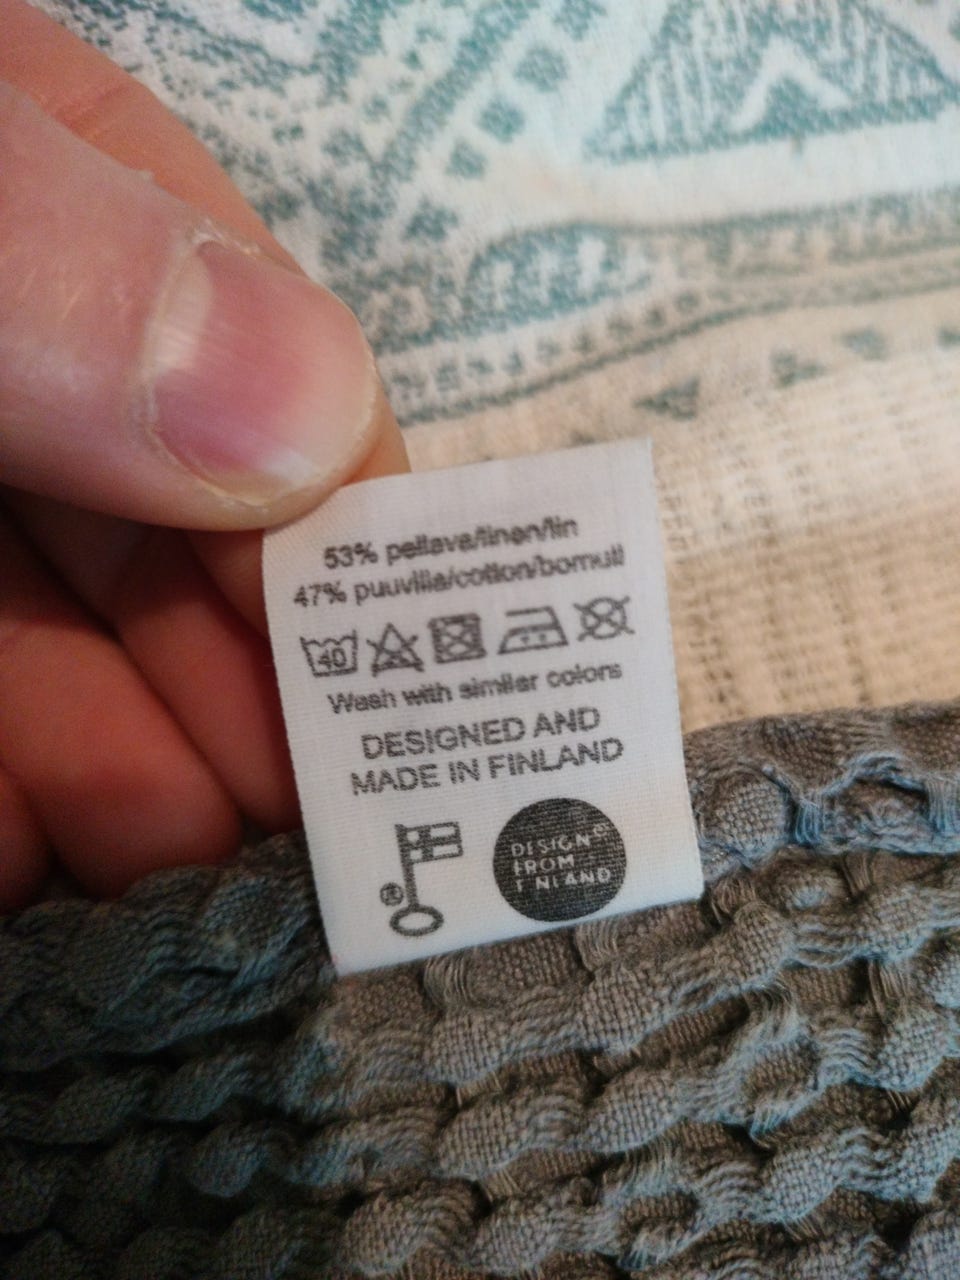 53% pellava/linen/lin
47% puuvilla/cotton/bomull
40
Wash with similar colors
DESIGNED AND
MADE IN FINLAND
DESIGN
FROM
FINLAND